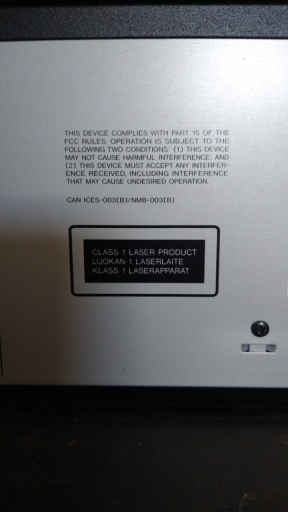 THIS DEVICE COMPLIES WITH PART 15 OF THE
FCC RULES. OPERATION IS SUBJECT TO THE
FOLLOWING TWO CONDITIONS: (1) THIS DEVICE
MAY NOT CAUSE HARMFUL INTERFERENCE, AND
(2) THIS DEVICE MUST ACCEPT ANY INTERFER-
ENCE RECEIVED, INCLUDING INTERFERENCE
THAT MAY CAUSE UNDESIRED OPERATION.
CAN ICES-003(B)/NMB-003(B)
CLASS 1 LASER PRODUCT
LUOKAN 1 LASERLAITE
KLASS 1 LASERAPPARAT